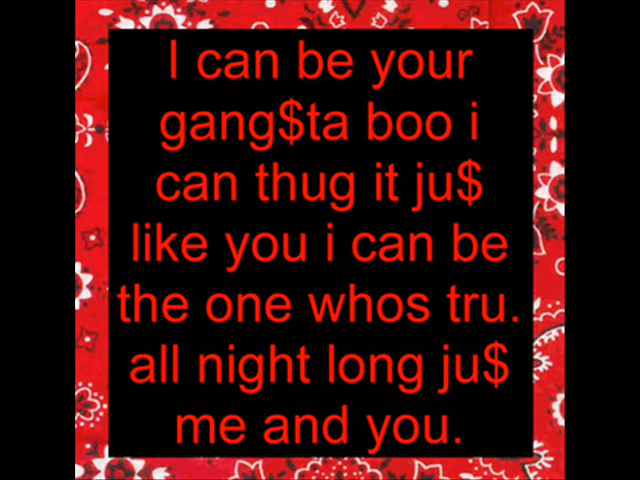 I can be your
gang$ta boo i
can thug it ju$
like you i can be
the one whos tru.
all night long ju$
me and you.